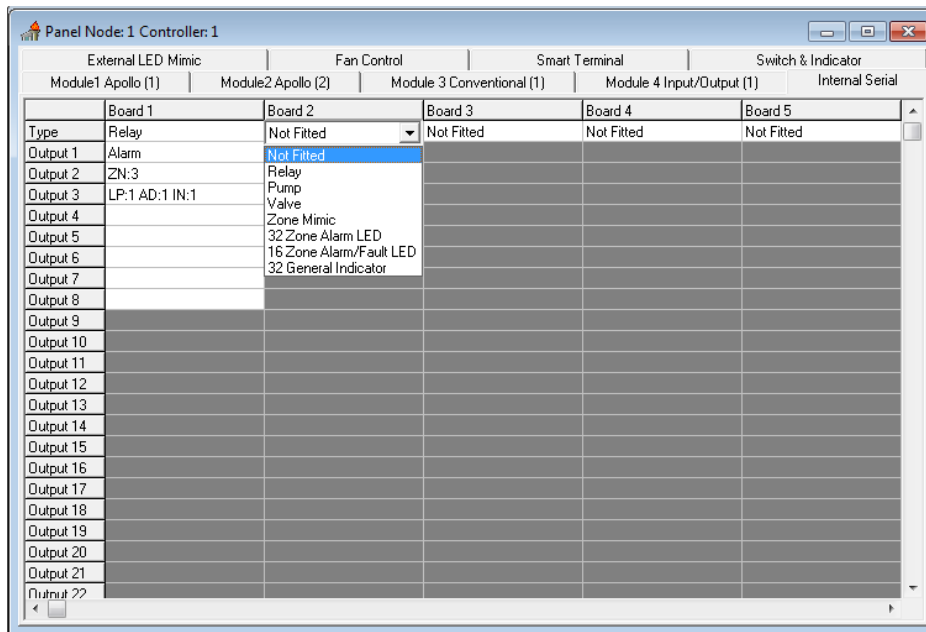 Panel Node: 1 Controller: 1
External LED Mimic Fan Control Smart Terminal Switch & Indicator
Module1 Apollo (1) Module2 Apollo (2) Module 3 Conventional (1) Module 4 Input/Output (1) Internal Serial
Board 1 Board 2 Board 3 Board 4 Board 5
Type Relay Not Fitted Not Fitted Not Fitted Not Fitted
Output 1 Alarm Not Fitted
Output 2 ZN:3 Relay
Output 3 LP:1 AD:1 IN:1 Pump
Valve
Output 4 Zone Mimic
Output 5 32 Zone Alarm LED
Output 6 16 Zone Alarm/Fault LED
Output 7 32 General Indicator
Output 8
Output 9
Output 10
Output 11
Output 12
Output 13
Output 14
Output 15
Output 16
Output 17
Output 18
Output 19
Output 20
Output 21
Output 22